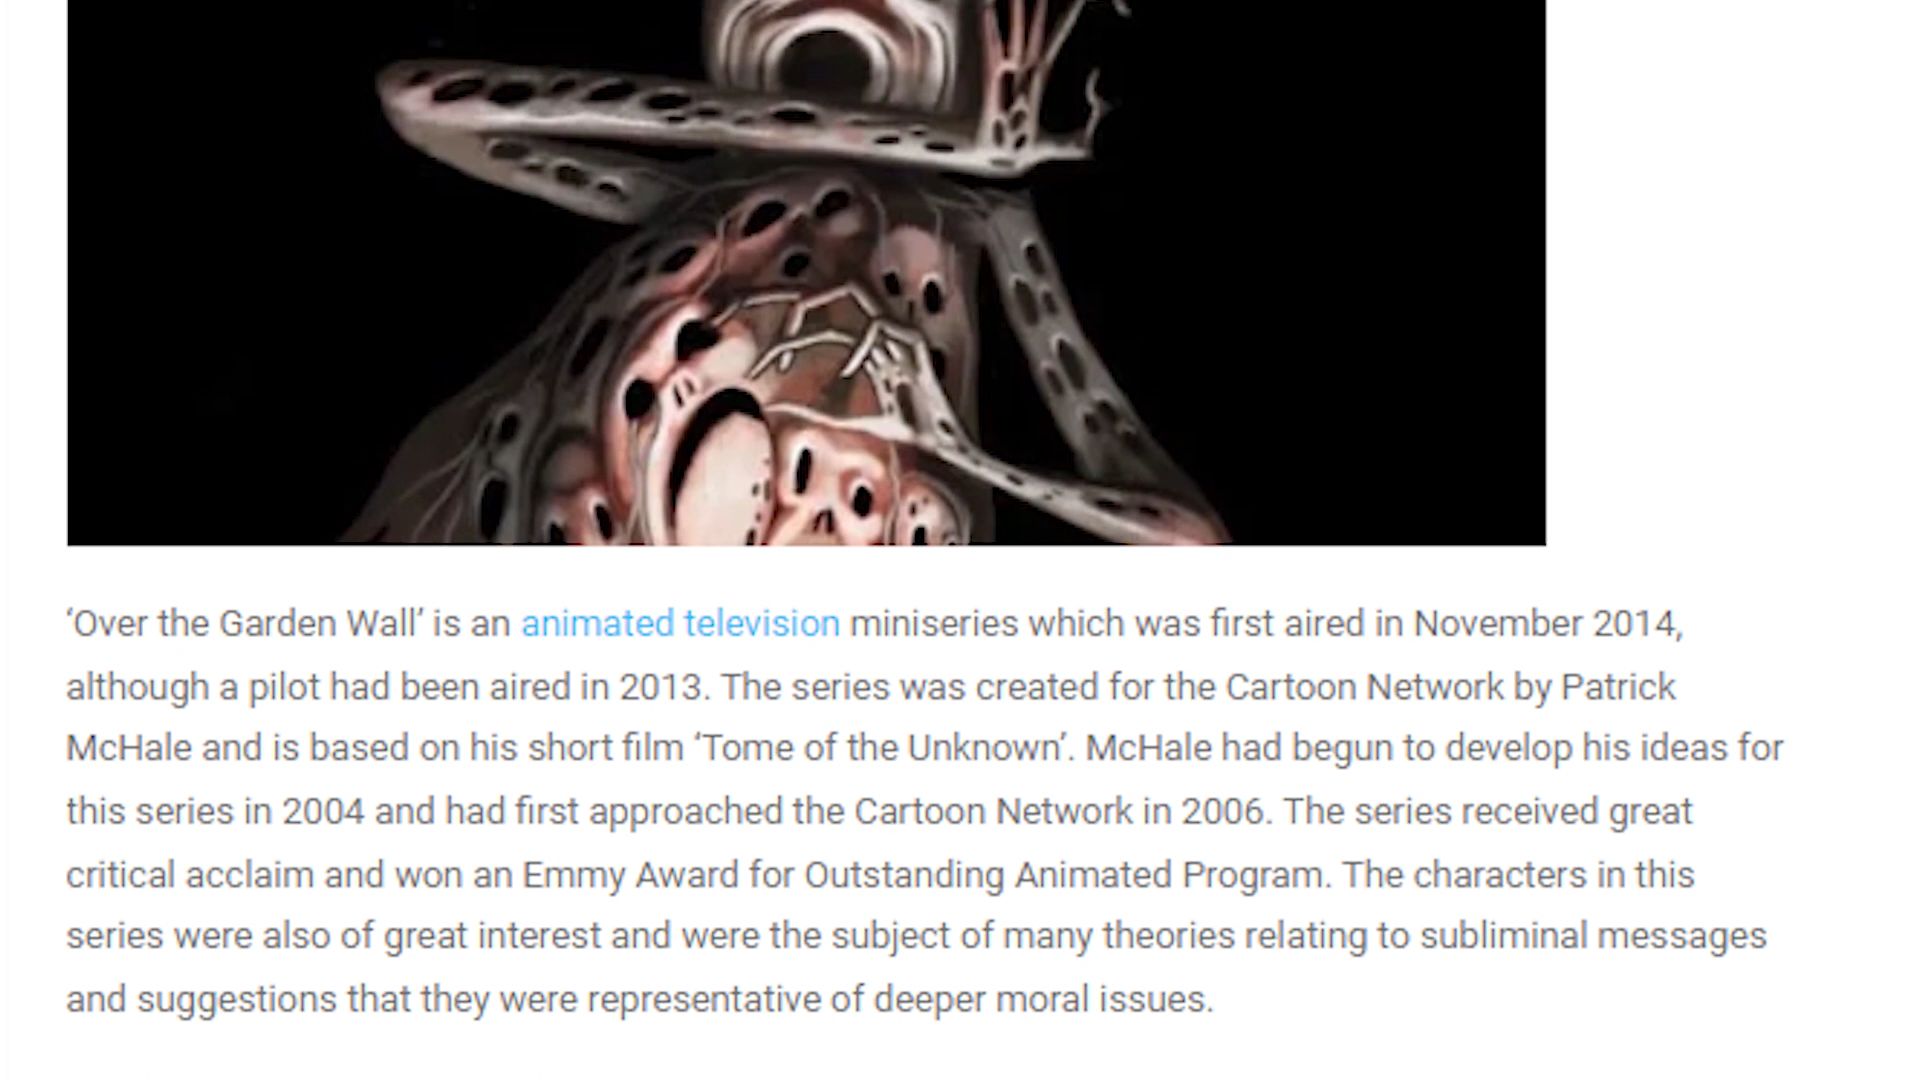 ‘Over the Garden Wall’ is an animated television miniseries which was first aired in November 2014,
although a pilot had been aired in 2013. The series was created for the Cartoon Network by Patrick
McHale and is based on his short film ‘Tome of the Unknown’. McHale had begun to develop his ideas for
this series in 2004 and had first approached the Cartoon Network in 2006. The series received great
critical acclaim and won an Emmy Award for Outstanding Animated Program. The characters in this
series were also of great interest and were the subject of many theories relating to subliminal messages
and suggestions that they were representative of deeper moral issues.